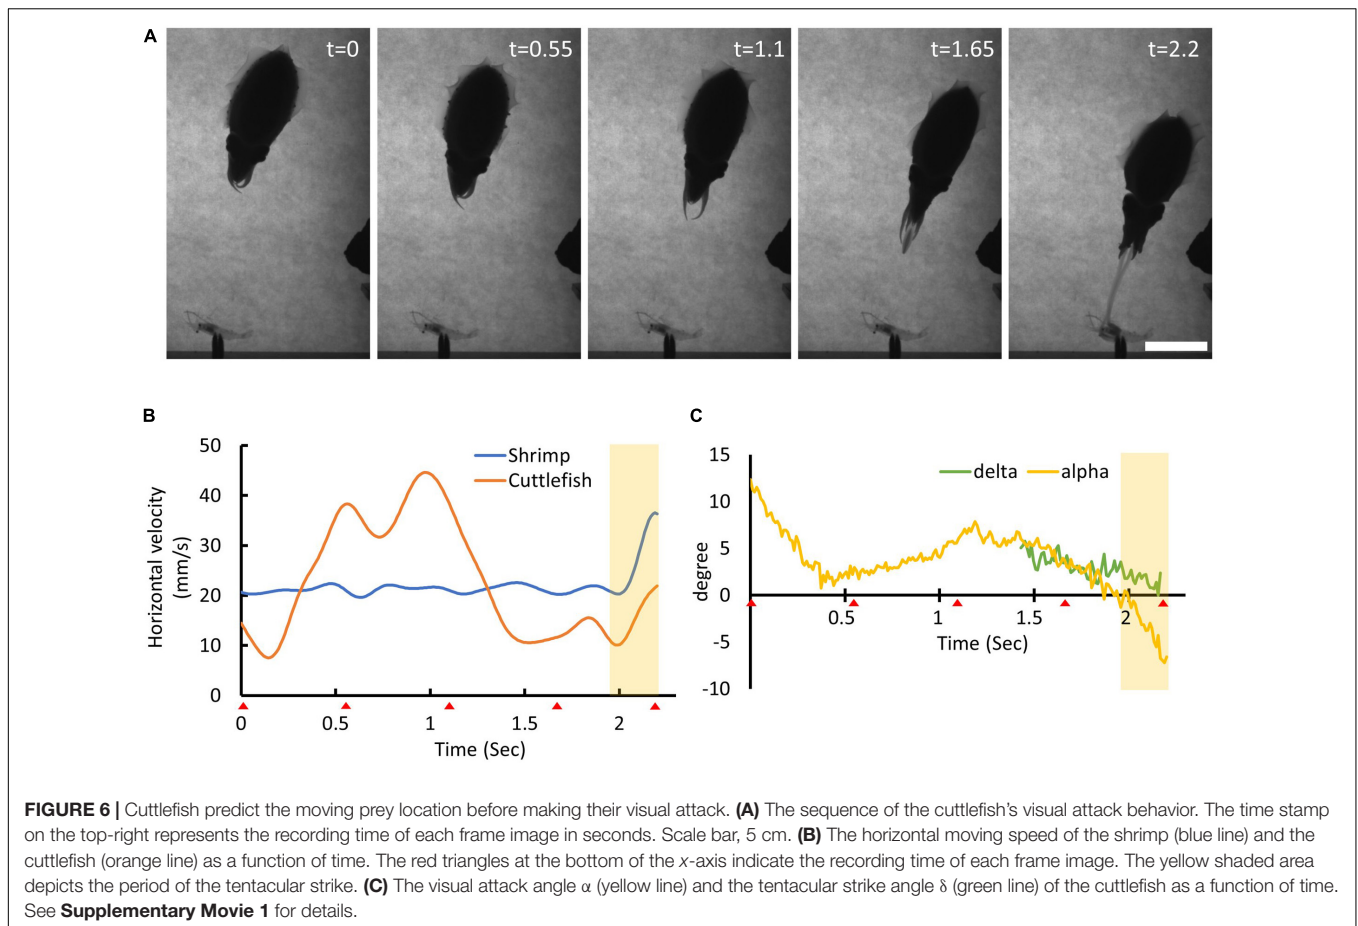 A
t=0
t=0.55
t=1.1
t=1.65
t=2.2
B
50
40
30
20
10
0
Horizontal velocity
(mm/s)
Shrimp
Cuttlefish
0
0.5
1
1.5
2
Time (Sec)
C
15
10
5
0
-5
-10
degree
delta
alpha
0.5
1
1.5
2
Time (Sec)
FIGURE 6 | Cuttlefish predict the moving prey location before making their visual attack. (A) The sequence of the cuttlefish's visual attack behavior. The time stamp
on the top-right represents the recording time of each frame image in seconds. Scale bar, 5 cm. (B) The horizontal moving speed of the shrimp (blue line) and the
cuttlefish (orange line) as a function of time. The red triangles at the bottom of the x-axis indicate the recording time of each frame image. The yellow shaded area
depicts the period of the tentacular strike. (C) The visual attack angle α (yellow line) and the tentacular strike angle δ (green line) of the cuttlefish as a function of time.
See Supplementary Movie 1 for details.